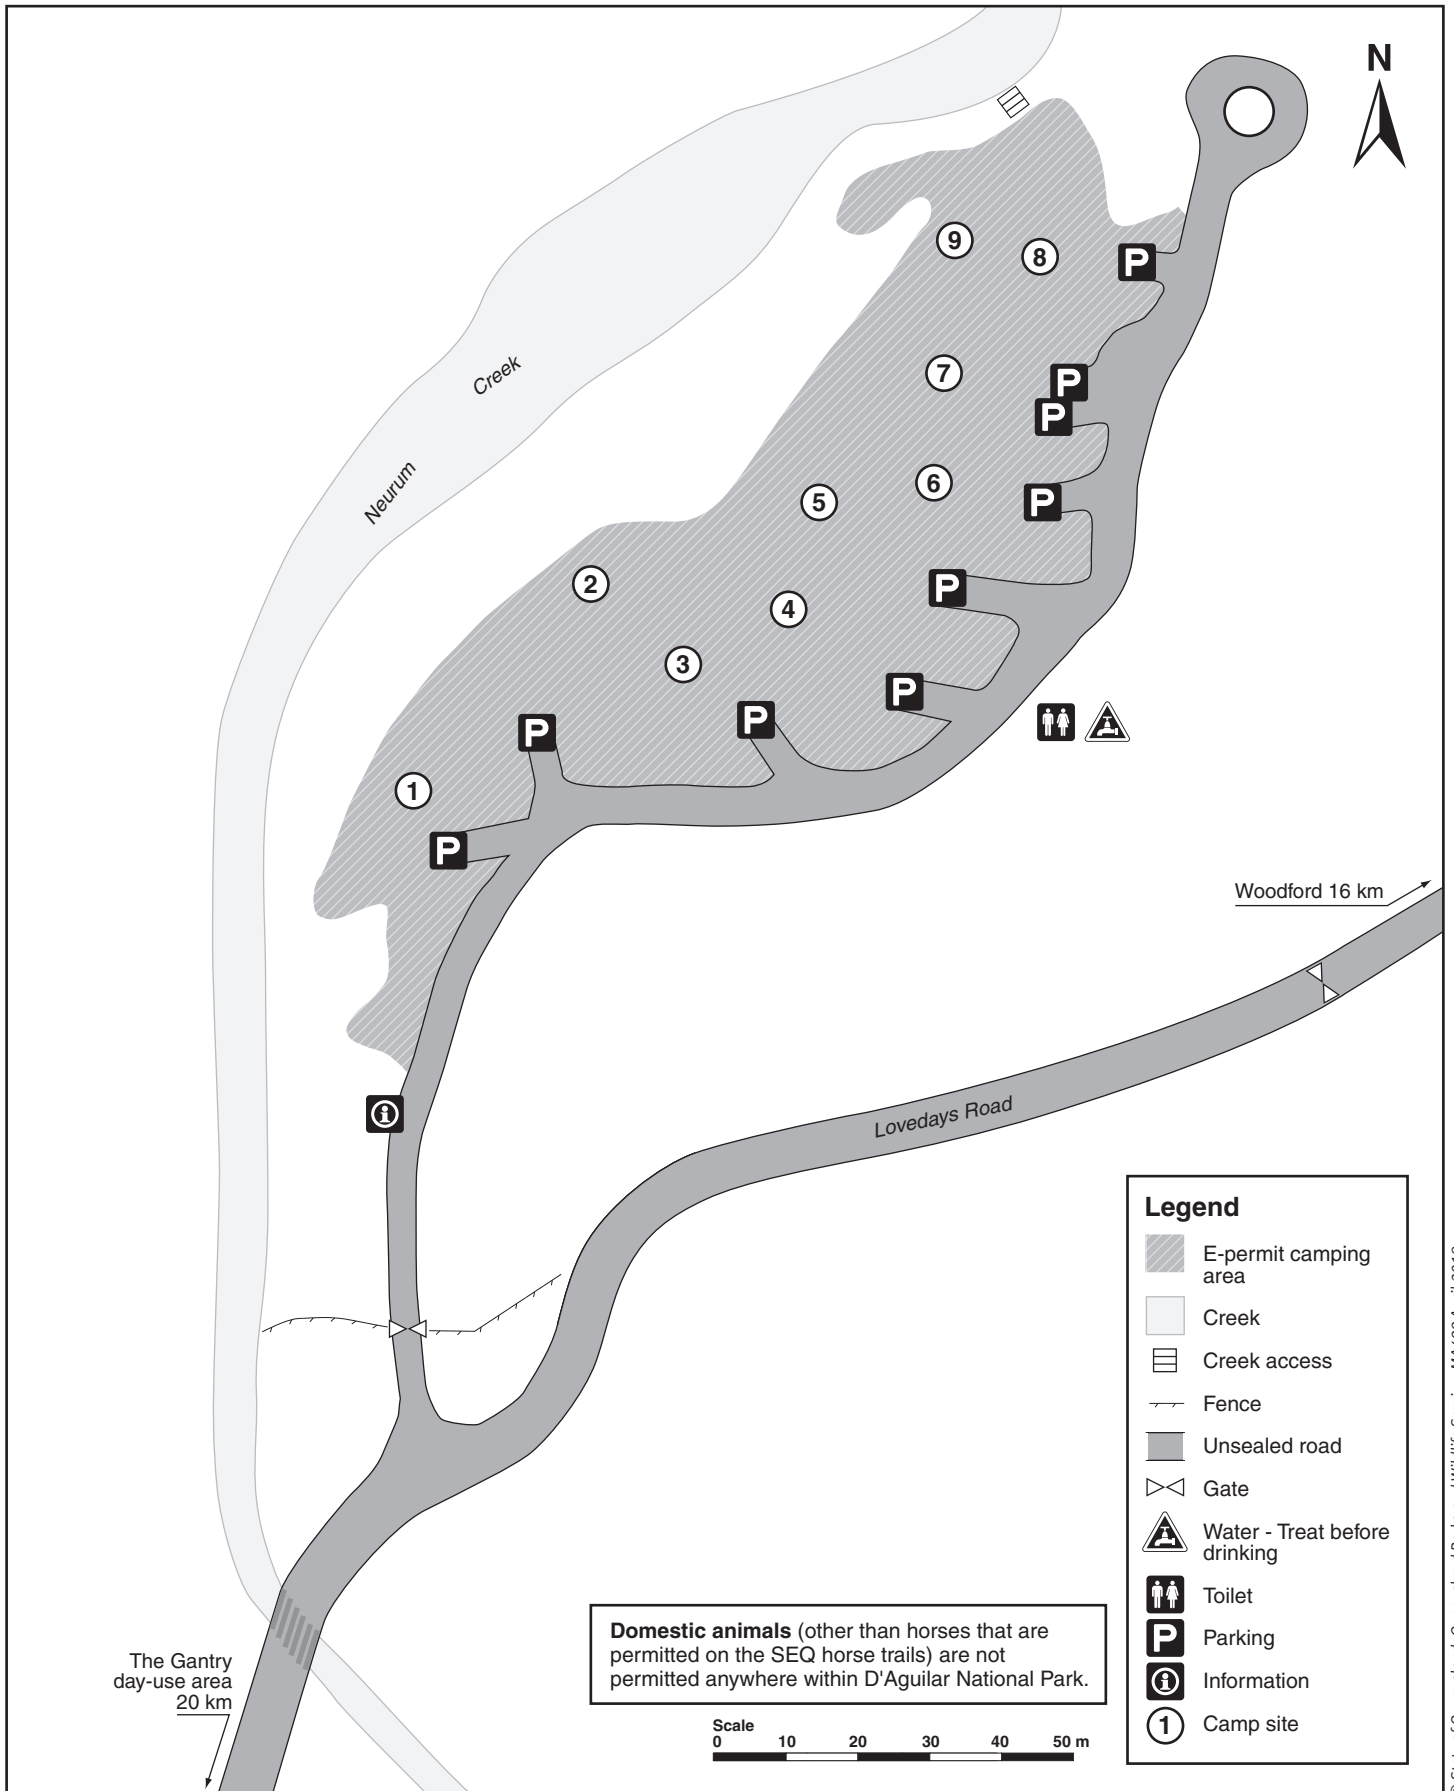 N
9
8
P
Creek
7
P
P
Neurum
5
6
P
2
4
P
3
P
P
P
1
P
Woodford 16 km
Lovedays Road
Legend
E-permit camping
area
Creek
Creek access
Fence
Unsealed road
Gate
Water - Treat before
drinking
Toilet
P
Parking
Information
1
Camp site
Domestic animals (other than horses that are
permitted on the SEQ horse trails) are not
permitted anywhere within D'Aguilar National Park.
The Gantry
day-use area
20 km
Scale
0 10 20 30 40 50 m